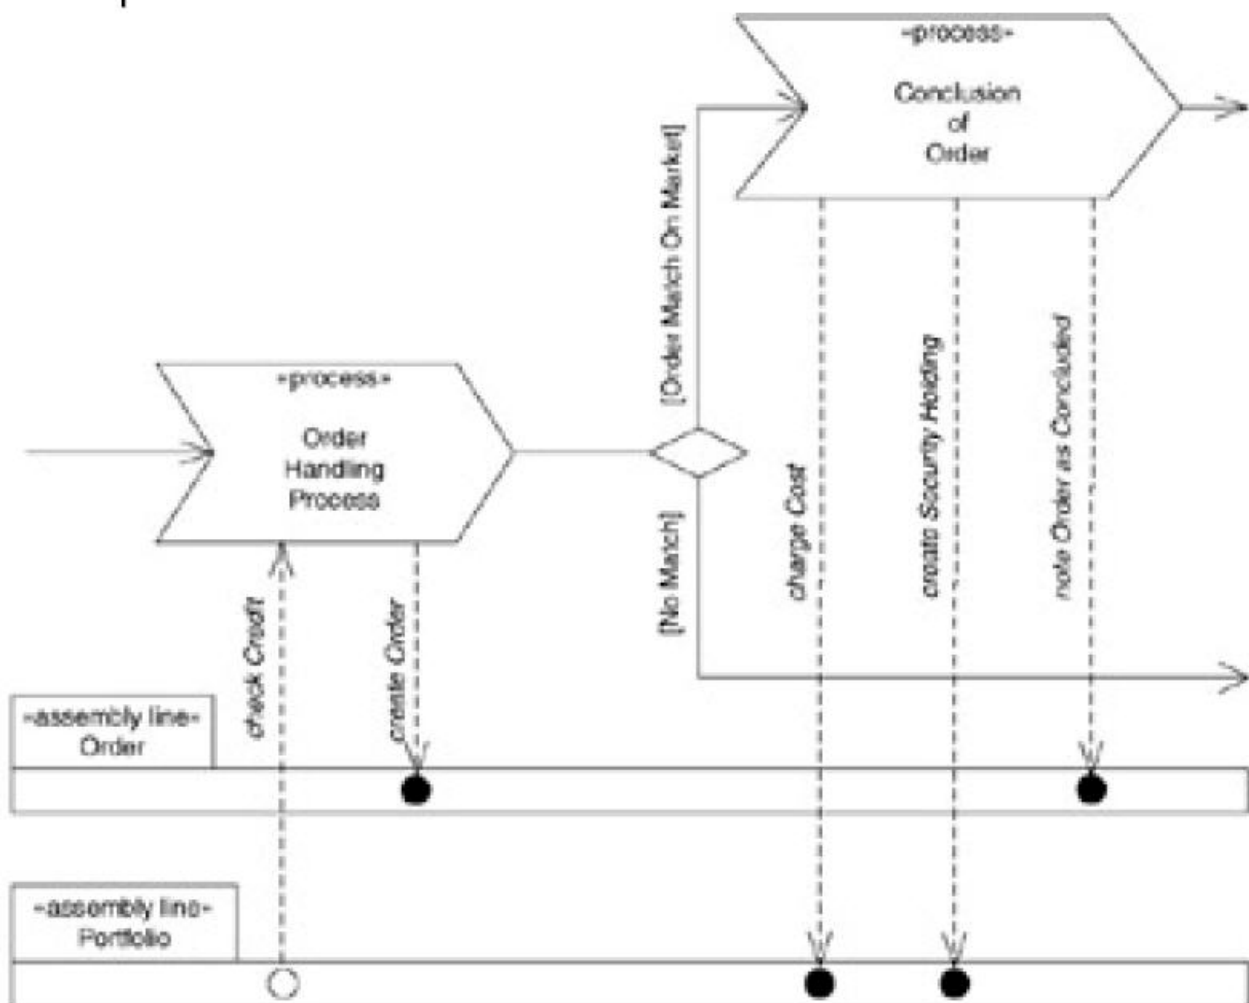 «process»
Conclusion
of
Order
[Order Match On Market]
«process»
Order
Handling
Process
[No Match]
charge Cost
create Security Holding
note Order as Concluded
check Credit
create Order
«assembly line»
Order
«assembly line»
Portfolio